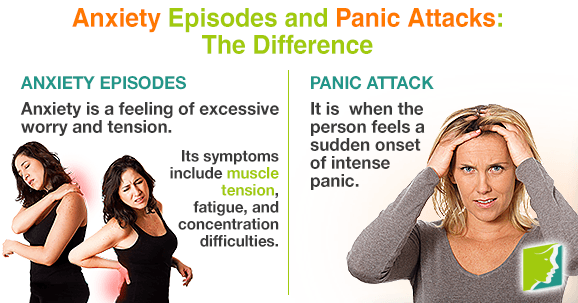 Anxiety Episodes and Panic Attacks:
The Difference
ANXIETY EPISODES
Anxiety is a feeling of excessive
worry and tension.
Its symptoms
include muscle
tension,
fatigue, and
concentration
difficulties.
PANIC ATTACK
It is when the
person feels a
sudden onset
of intense
panic.